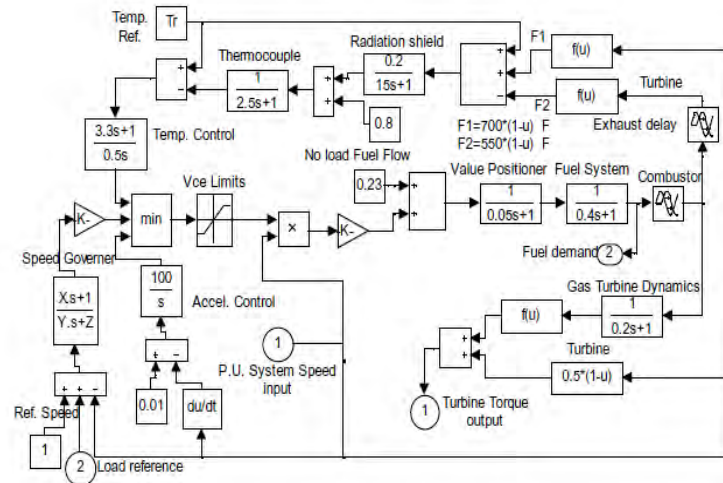 Temp.
Ref.
Tr
Thermocouple
Radiation shield
F1
f(u)
Turbine
+
−
1
2.5s+1
+
+
0.2
15s+1
+
+
−
F2
f(u)
Exhaust delay
3.3s+1
0.5s
Temp. Control
0.8
F1=700*(1-u) F
F2=550*(1-u) F
No load Fuel Flow
Vce Limits
0.23
Value Positioner
Fuel System
Combustor
K-
min
×
K-
+
+
1
0.05s+1
1
0.4s+1
Speed Governer
Fuel demand
2
X.s+1
Y.s+Z
100
s
Accel. Control
Gas Turbine Dynamics
f(u)
1
0.2s+1
1
P.U. System Speed
input
+
−
+
+
Turbine
0.5*(1-u)
+ + −
Ref. Speed
0.01
du/dt
1
Turbine Torque
output
1
2
Load reference